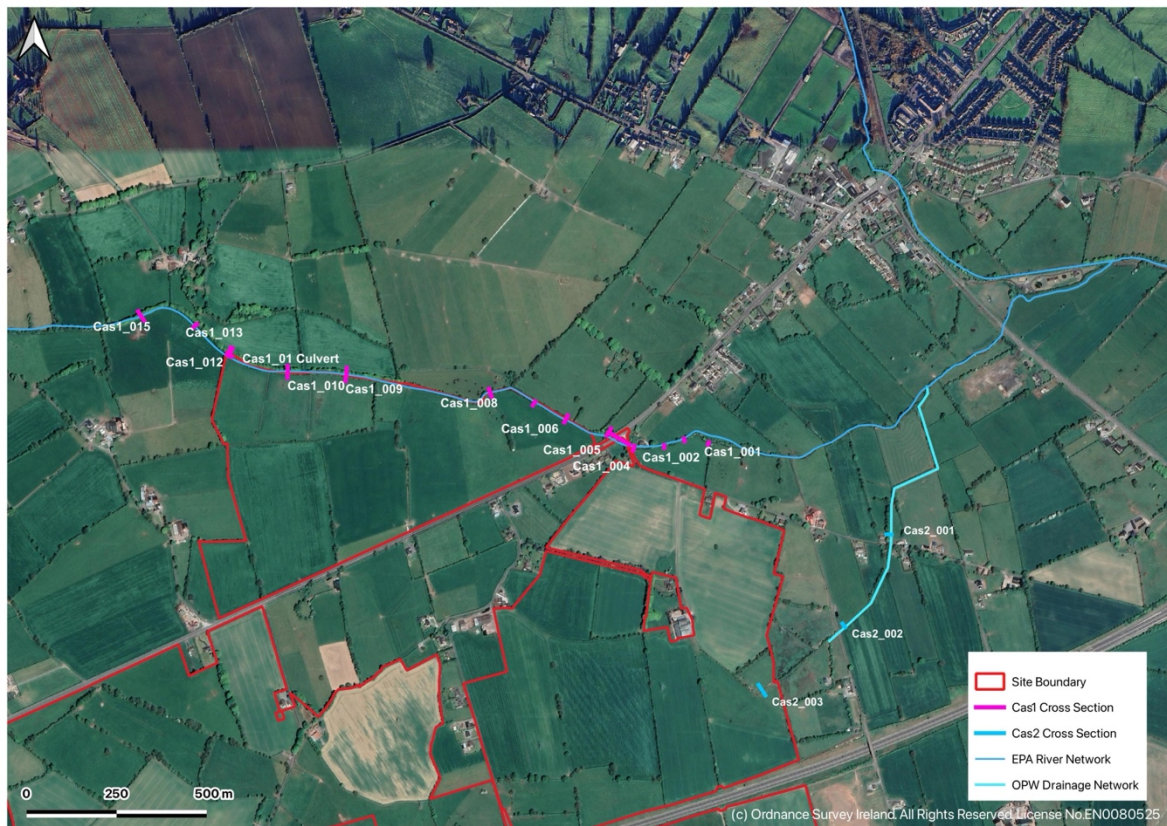 Cas1_015
Cas1_013
Cas1_012
Cas1_01 Culvert
Cas1_010
Cas1_009
Cas1_008
Cas1_006
Cas1_005
Cas1_004
Cas1_002
Cas1_001
Cas2_001
Cas2_002
Cas2_003
Site Boundary
Cas1 Cross Section
Cas2 Cross Section
EPA River Network
OPW Drainage Network
0 250 500 m
(c) Ordnance Survey Ireland. All Rights Reserved. License No.EN0080525